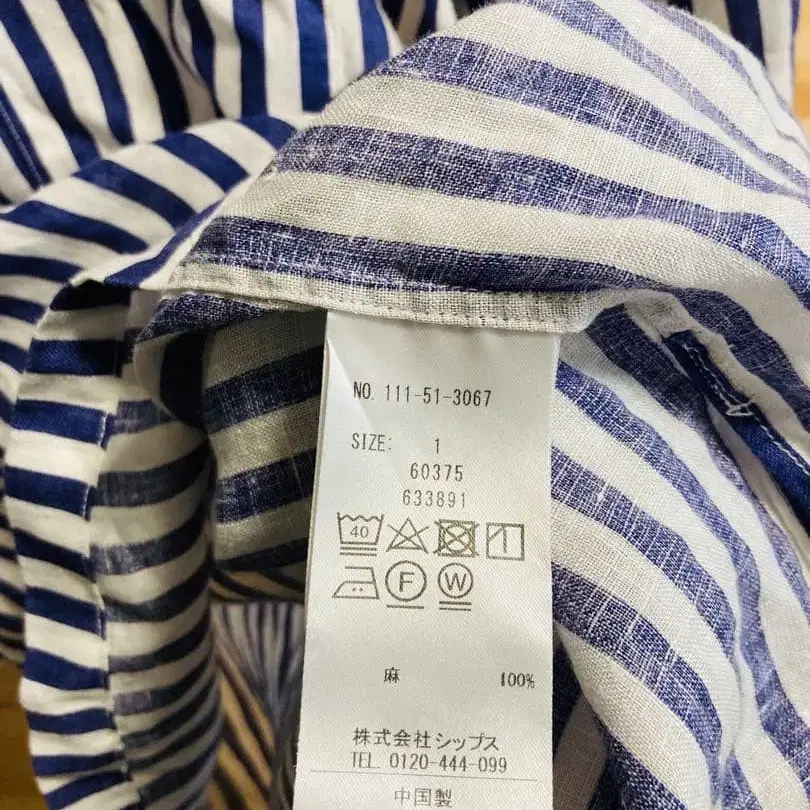 NO. 111-51-3067
SIZE: 1
60375
633891
40
F W
麻 100%
株式会社シップス
TEL. 0120-444-099
中国製